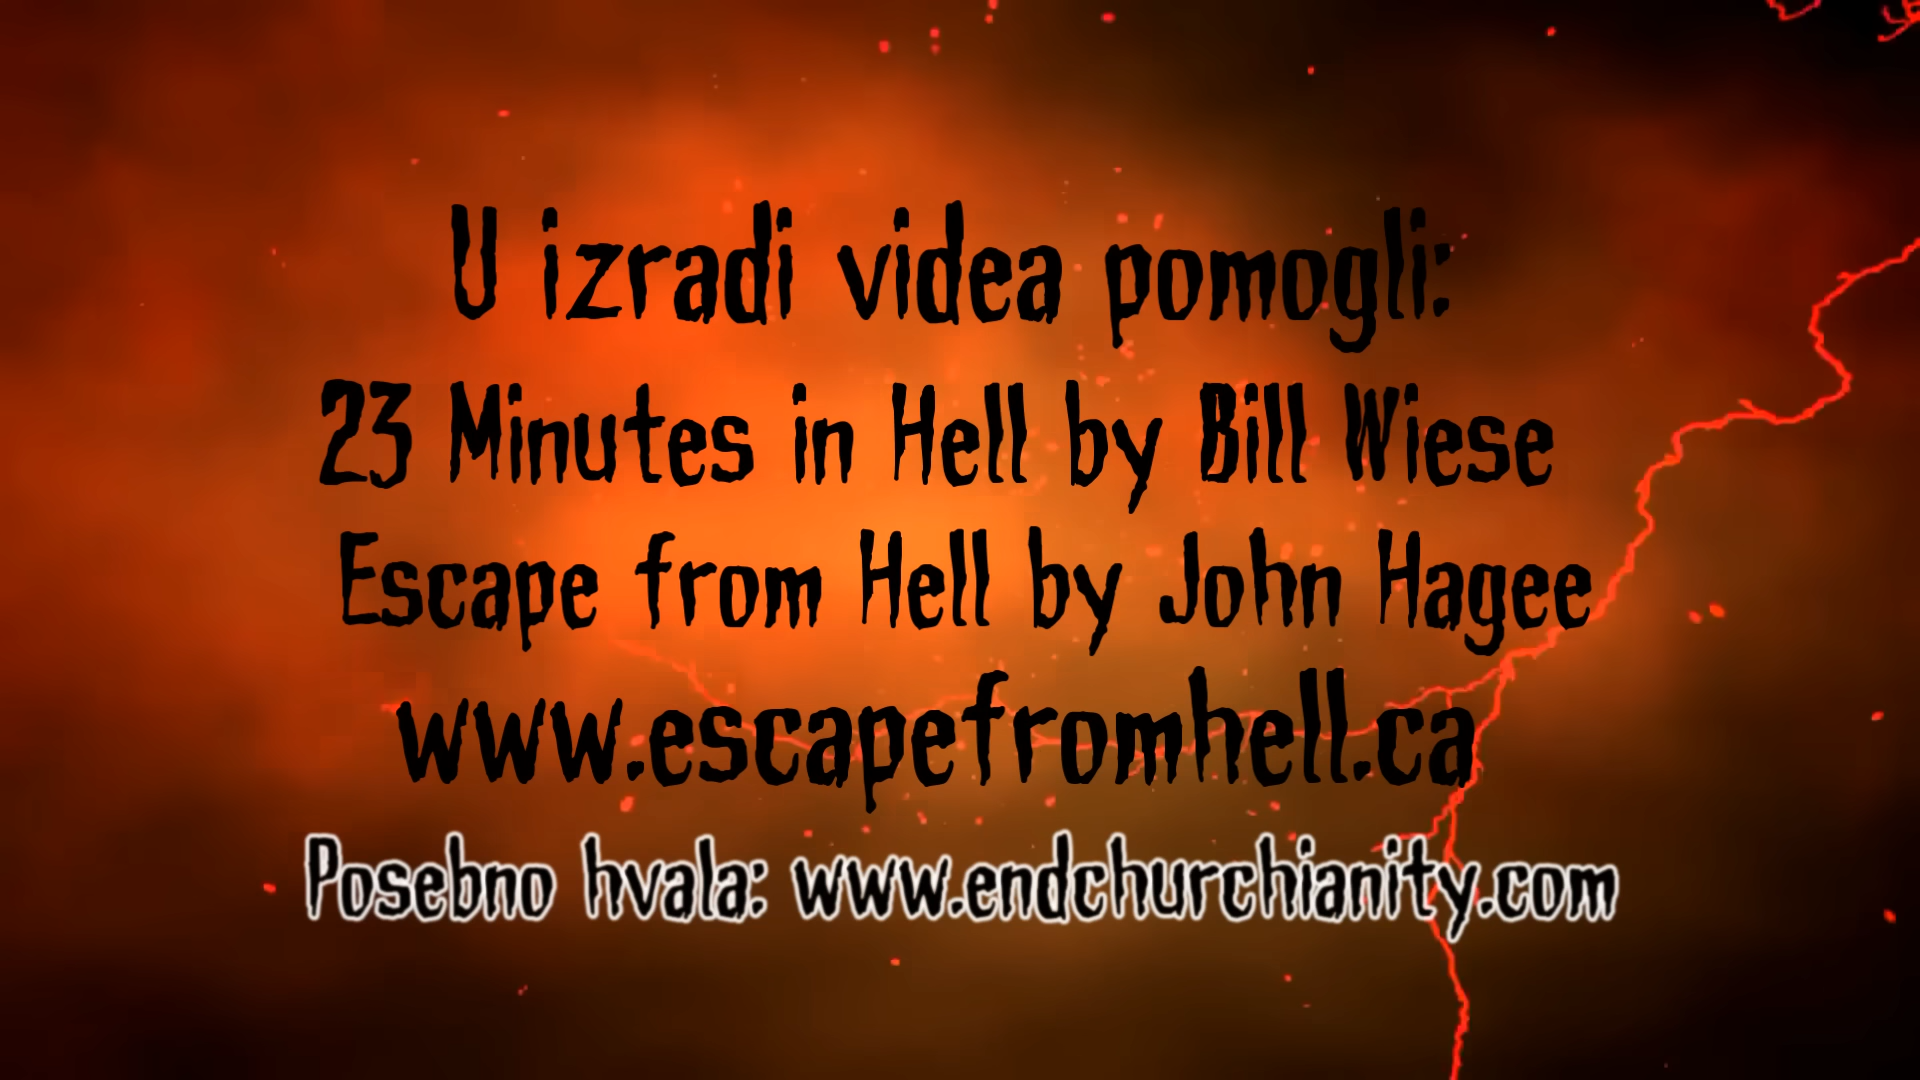 U izradi videa pomogli:
23 Minutes in Hell by Bill Wiese
Escape from Hell by John Hagee
www.escapefromhell.ca
Posebno hvala: www.endchurchianity.com